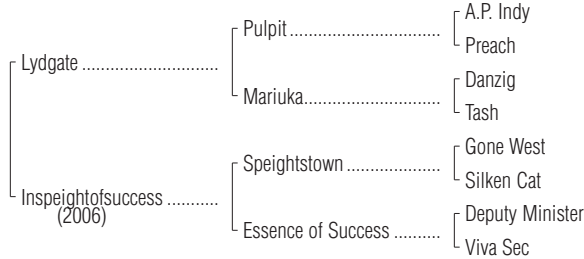 A.P. Indy
Pulpit
Preach
Lydgate
Danzig
Mariuka
Tash
Gone West
Speightstown
Silken Cat
Inspeightofsuccess
(2006)
Deputy Minister
Essence of Success
Viva Sec